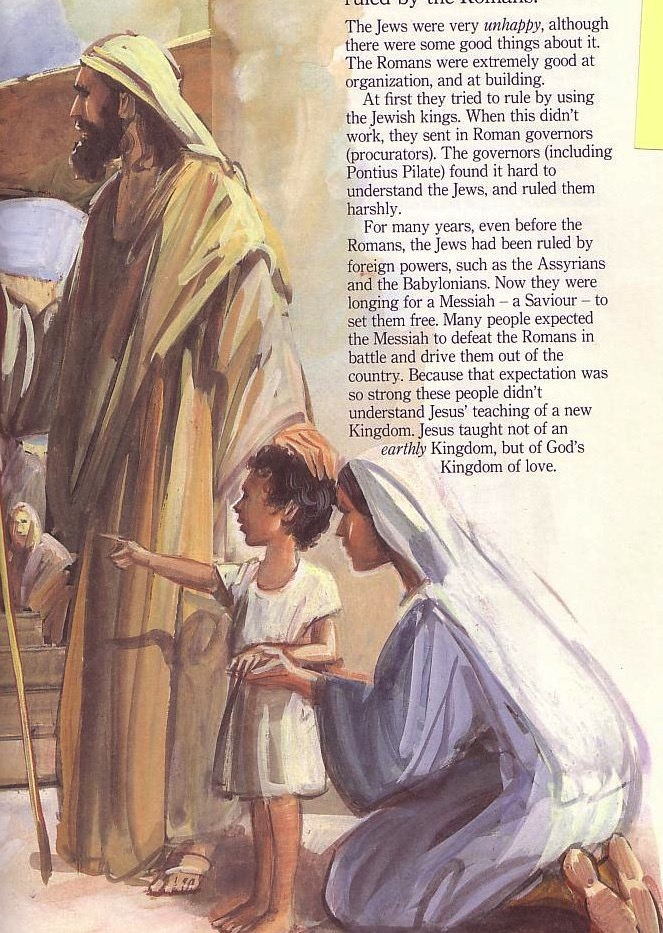 ruled by the Romans.
The Jews were very unhappy, although
there were some good things about it.
The Romans were extremely good at
organization, and at building.
At first they tried to rule by using
the Jewish kings. When this didn't
work, they sent in Roman governors
(procurators). The governors (including
Pontius Pilate) found it hard to
understand the Jews, and ruled them
harshly.
For many years, even before the
Romans, the Jews had been ruled by
foreign powers, such as the Assyrians
and the Babylonians. Now they were
longing for a Messiah – a Saviour – to
set them free. Many people expected
the Messiah to defeat the Romans in
battle and drive them out of the
country. Because that expectation was
so strong these people didn't
understand Jesus' teaching of a new
Kingdom. Jesus taught not of an
earthly Kingdom, but of God's
Kingdom of love.